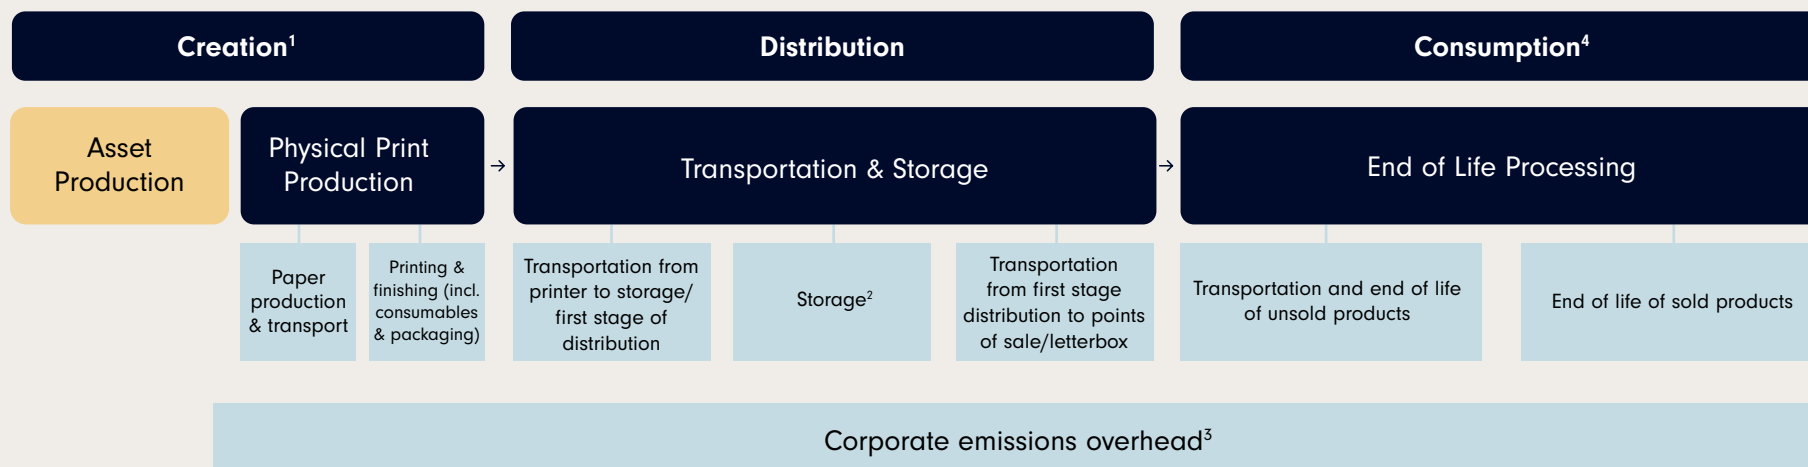 Creation¹
Distribution
Consumption⁴
Asset
Production
Physical Print
Production
→
Transportation & Storage
→
End of Life Processing
Paper
production
& transport
Printing &
finishing (incl.
consumables
& packaging)
Transportation from
printer to storage/
first stage of
distribution
Storage²
Transportation
from first stage
distribution to points
of sale/letterbox
Transportation and end of life
of unsold products
End of life of sold products
Corporate emissions overhead³